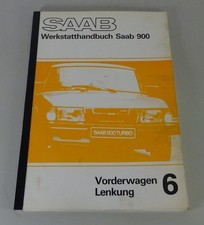 SAAB
Werkstatthandbuch Saab 900
SAAB 900 TURBO
Vorderwagen 6
Lenkung